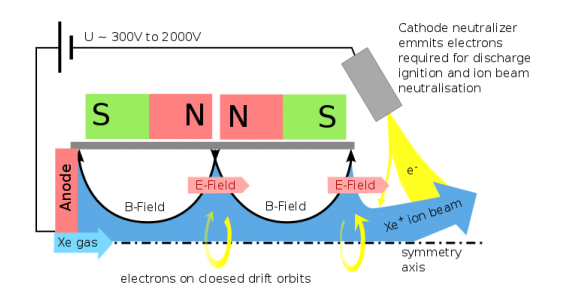 U ~ 300V to 2000V
Cathode neutralizer
emmits electrons
required for discharge
ignition and ion beam
neutralisation
S N N S
Anode
E-Field E-Field
e-
B-Field B-Field
Xe+ ion beam
Xe gas
symmetry
axis
electrons on cloesed drift orbits